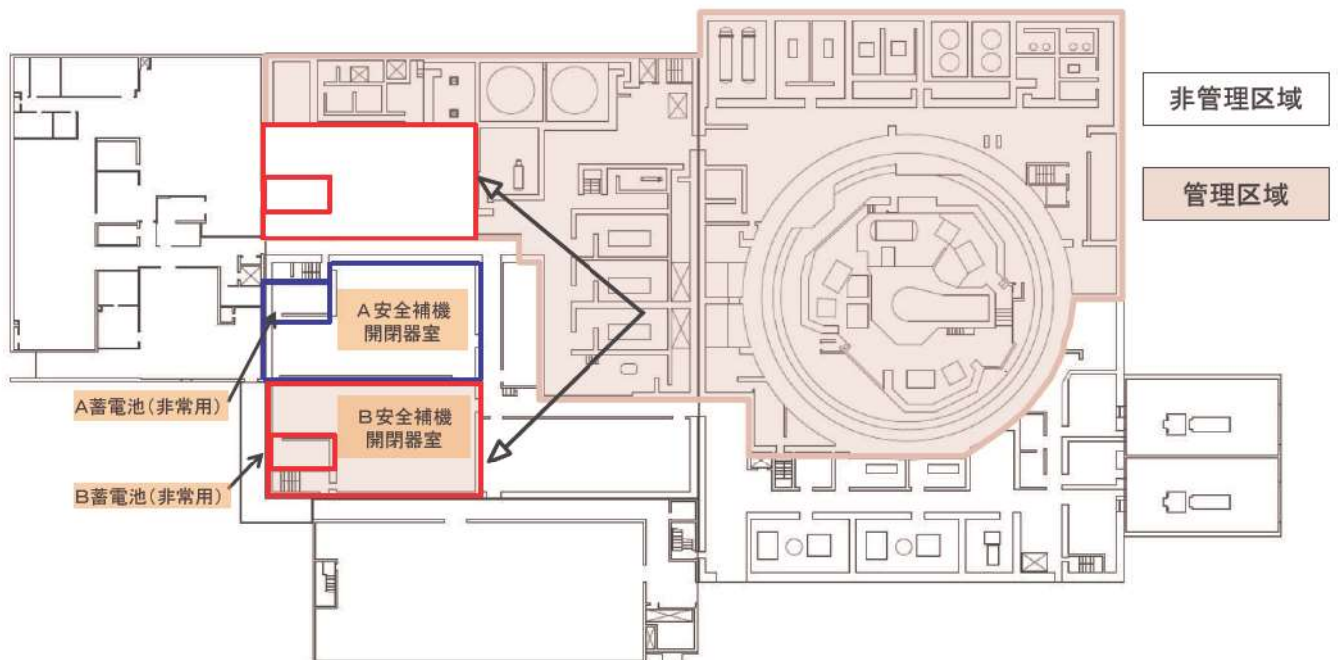 非管理区域
管理区域
A安全補機
開閉器室
A蓄電池(非常用)
B安全補機
開閉器室
B蓄電池(非常用)